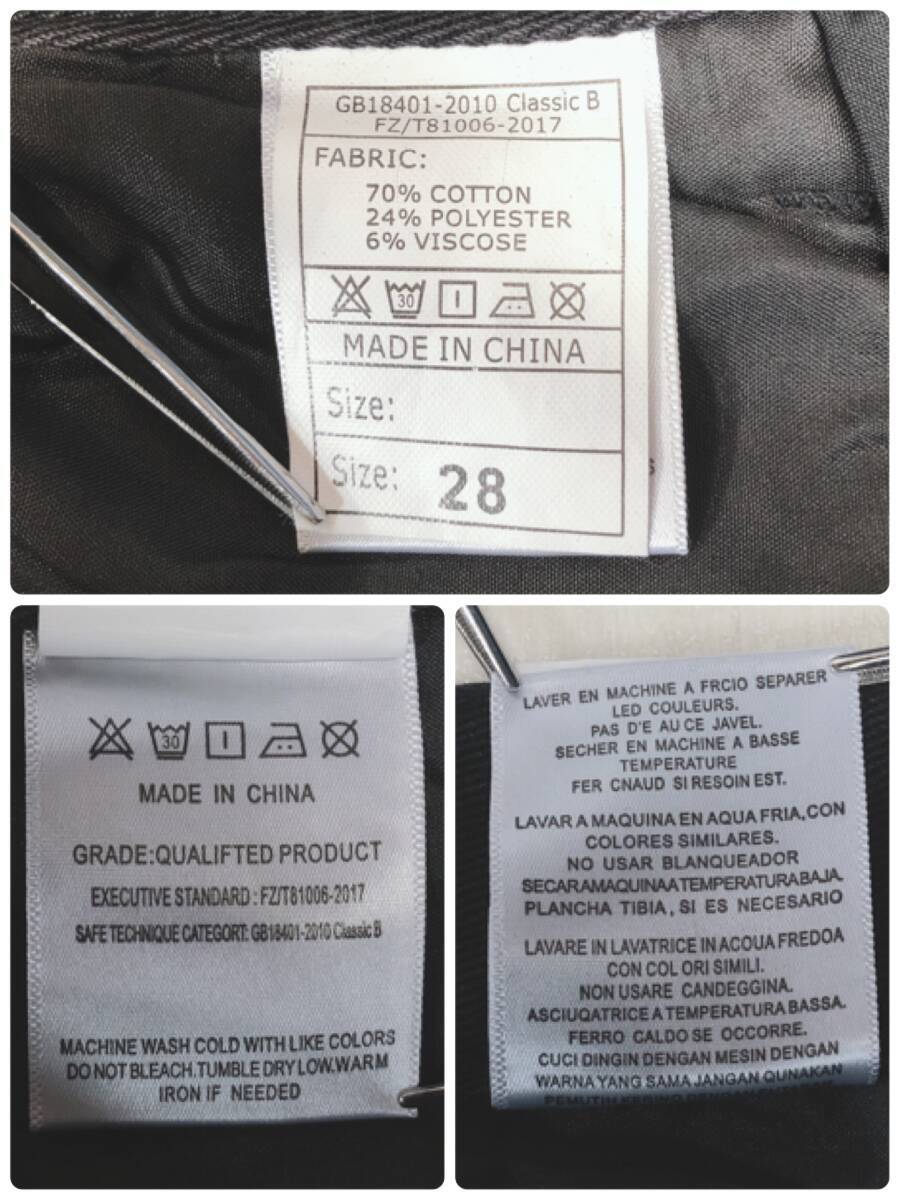 GB18401-2010 Classic B
FZ/T81006-2017
FABRIC:
70% COTTON
24% POLYESTER
6% VISCOSE
30
MADE IN CHINA
Size:
Size: 28
30
MADE IN CHINA
GRADE:QUALIFTED PRODUCT
EXECUTIVE STANDARD : FZ/T81006-2017
SAFE TECHNIQUE CATEGORT: GB18401-2010 Classic B
MACHINE WASH COLD WITH LIKE COLORS
DO NOT BLEACH.TUMBLE DRY LOW.WARM
IRON IF NEEDED
LAVER EN MACHINE A FRCIO SEPARER
LED COULEURS.
PAS D'E AU CE JAVEL.
SECHER EN MACHINE A BASSE
TEMPERATURE
FER CNAUD SI RESOIN EST.
LAVAR A MAQUINA EN AQUA FRIA,CON
COLORES SIMILARES.
NO USAR BLANQUEADOR
SECARAMAQUINAATEMPERATURABAJA.
PLANCHA TIBIA, SI ES NECESARIO
LAVARE IN LAVATRICE IN ACOUA FREDOA
CON COL ORI SIMILI.
NON USARE CANDEGGINA.
ASCIUQATRICE A TEMPERATURA BASSA.
FERRO CALDO SE OCCORRE.
CUCI DINGIN DENGAN MESIN DENGAN
WARNA YANG SAMA JANGAN QUNAKAN